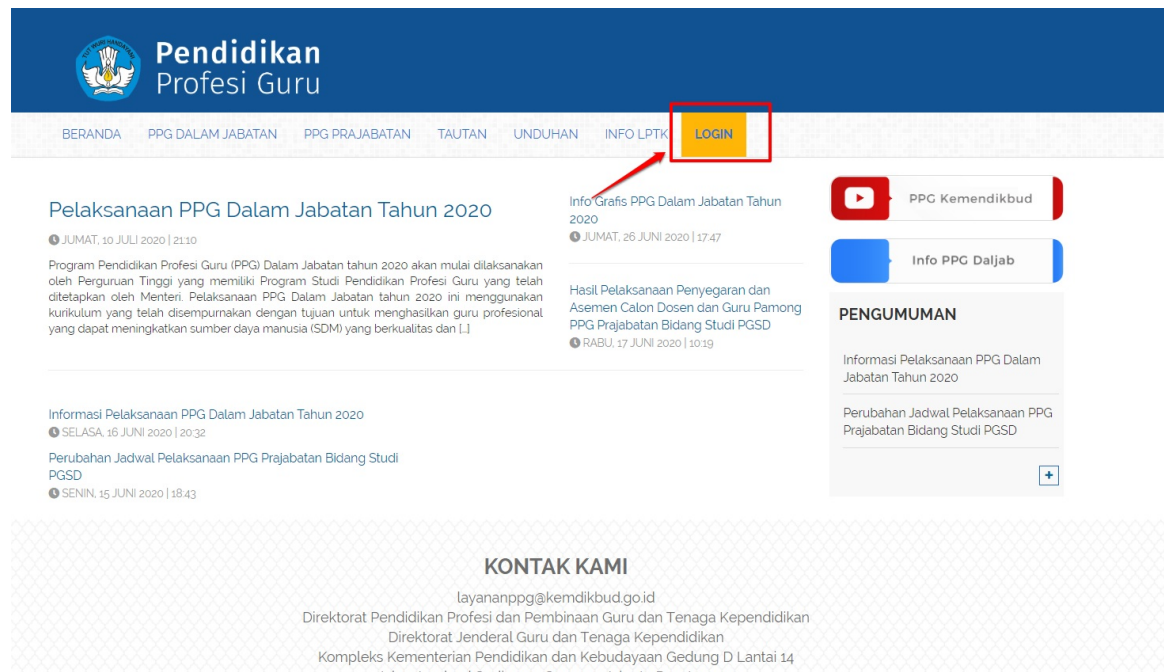 Pendidikan
Profesi Guru
BERANDA PPG DALAM JABATAN PPG PRAJABATAN TAUTAN UNDUHAN INFO LPTK LOGIN
Pelaksanaan PPG Dalam Jabatan Tahun 2020
JUMAT, 10 JULI 2020 | 21:10
Program Pendidikan Profesi Guru (PPG) Dalam Jabatan tahun 2020 akan mulai dilaksanakan
oleh Perguruan Tinggi yang memiliki Program Studi Pendidikan Profesi Guru yang telah
ditetapkan oleh Menteri. Pelaksanaan PPG Dalam Jabatan tahun 2020 ini menggunakan
kurikulum yang telah disempurnakan dengan tujuan untuk menghasilkan guru profesional
yang dapat meningkatkan sumber daya manusia (SDM) yang berkualitas dan [...]
Info Grafis PPG Dalam Jabatan Tahun
2020
JUMAT, 26 JUNI 2020 | 17:47
Hasil Pelaksanaan Penyegaran dan
Asemen Calon Dosen dan Guru Pamong
PPG Prajabatan Bidang Studi PGSD
RABU, 17 JUNI 2020 | 10:19
Informasi Pelaksanaan PPG Dalam Jabatan Tahun 2020
SELASA, 16 JUNI 2020 | 20:32
Perubahan Jadwal Pelaksanaan PPG Prajabatan Bidang Studi
PGSD
SENIN, 15 JUNI 2020 | 18:43
PPG Kemendikbud
Info PPG Daljab
PENGUMUMAN
Informasi Pelaksanaan PPG Dalam
Jabatan Tahun 2020
Perubahan Jadwal Pelaksanaan PPG
Prajabatan Bidang Studi PGSD
+
KONTAK KAMI
layananppg@kemdikbud.go.id
Direktorat Pendidikan Profesi dan Pembinaan Guru dan Tenaga Kependidikan
Direktorat Jenderal Guru dan Tenaga Kependidikan
Kompleks Kementerian Pendidikan dan Kebudayaan Gedung D Lantai 14